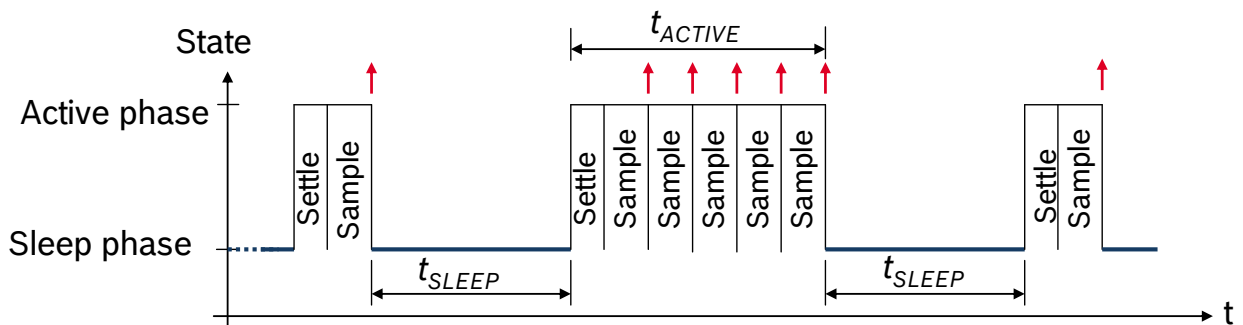 t_ACTIVE
State
Active phase
Settle
Sample
Settle
Sample
Sample
Sample
Sample
Sample
Settle
Sample
Sleep phase
t_SLEEP
t_SLEEP
t